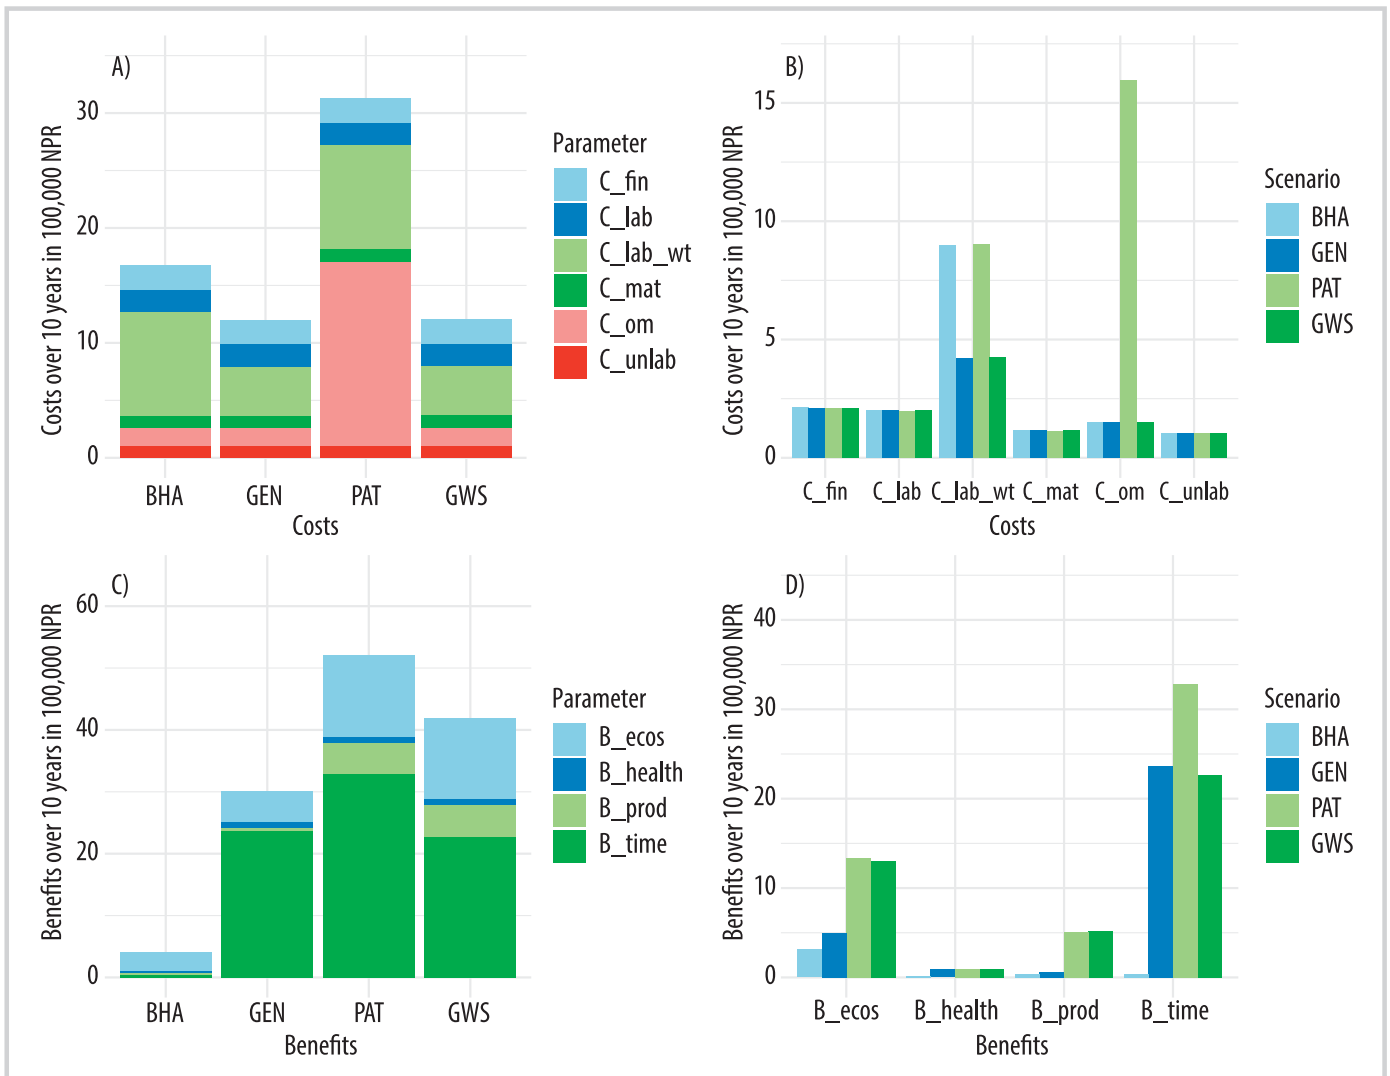 A)
Costs over 10 years in 100,000 NPR
30
20
10
0
BHA GEN PAT GWS
Costs
Parameter
C_fin
C_lab
C_lab_wt
C_mat
C_om
C_unlab
B)
Costs over 10 years in 100,000 NPR
15
10
5
0
C_fin C_lab C_lab_wt C_mat C_om C_unlab
Costs
Scenario
BHA
GEN
PAT
GWS
C)
Benefits over 10 years in 100,000 NPR
60
40
20
0
BHA GEN PAT GWS
Benefits
Parameter
B_ecos
B_health
B_prod
B_time
D)
Benefits over 10 years in 100,000 NPR
40
30
20
10
0
B_ecos B_health B_prod B_time
Benefits
Scenario
BHA
GEN
PAT
GWS